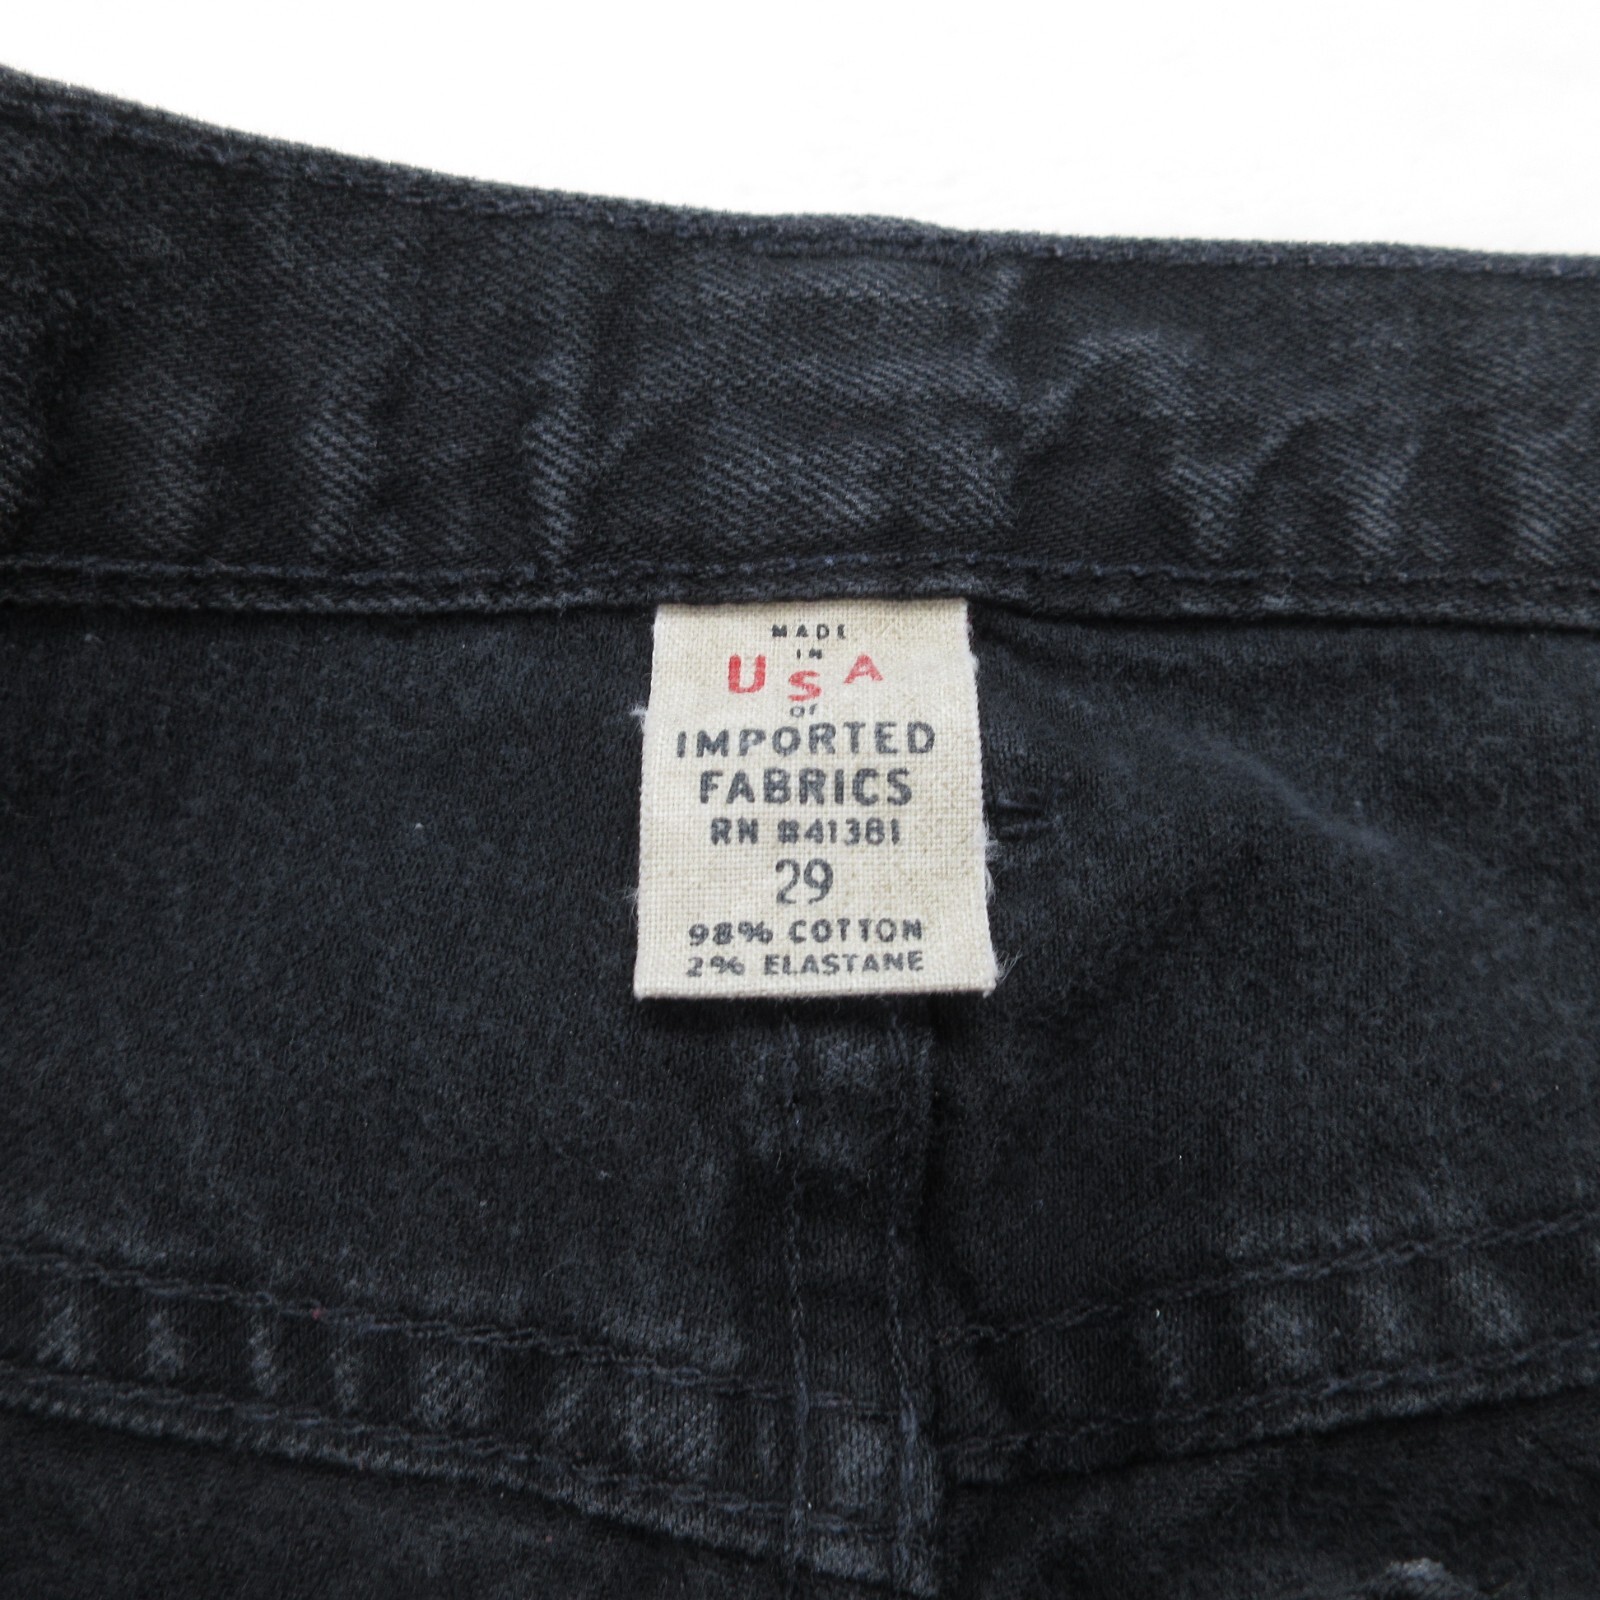 MADE
IN
USA
OF
IMPORTED
FABRICS
RN #41381
29
98% COTTON
2% ELASTANE